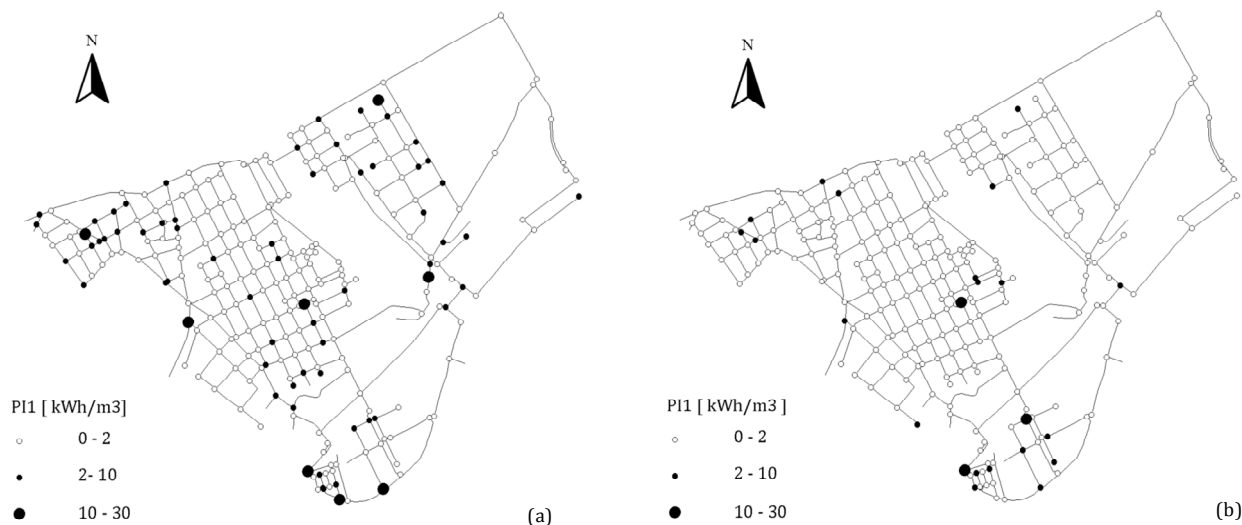 N
PI1 [ kWh/m3]
0 - 2
2- 10
10 - 30
(a)
N
PI1 [ kWh/m3 ]
0 - 2
2 - 10
10 - 30
(b)